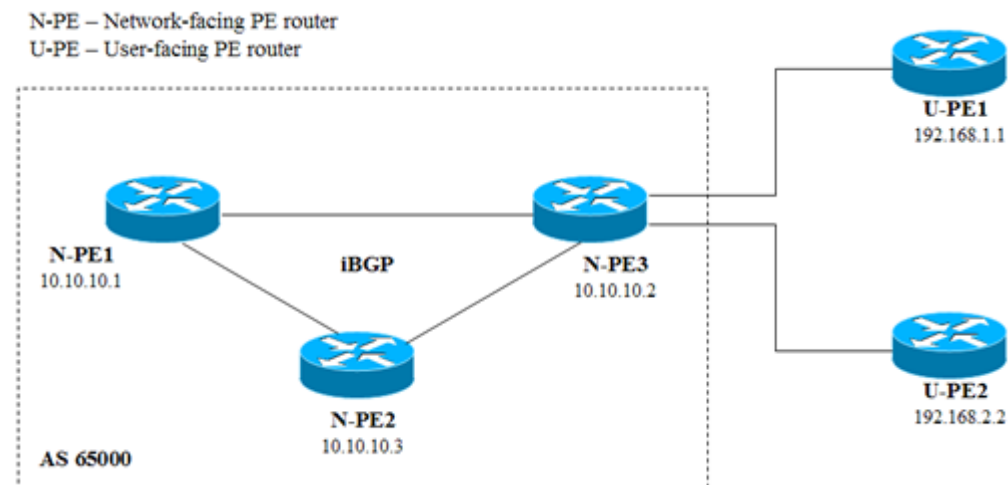 N-PE – Network-facing PE router
U-PE – User-facing PE router
U-PE1
192.168.1.1
N-PE1
10.10.10.1
iBGP
N-PE3
10.10.10.2
N-PE2
10.10.10.3
U-PE2
192.168.2.2
AS 65000